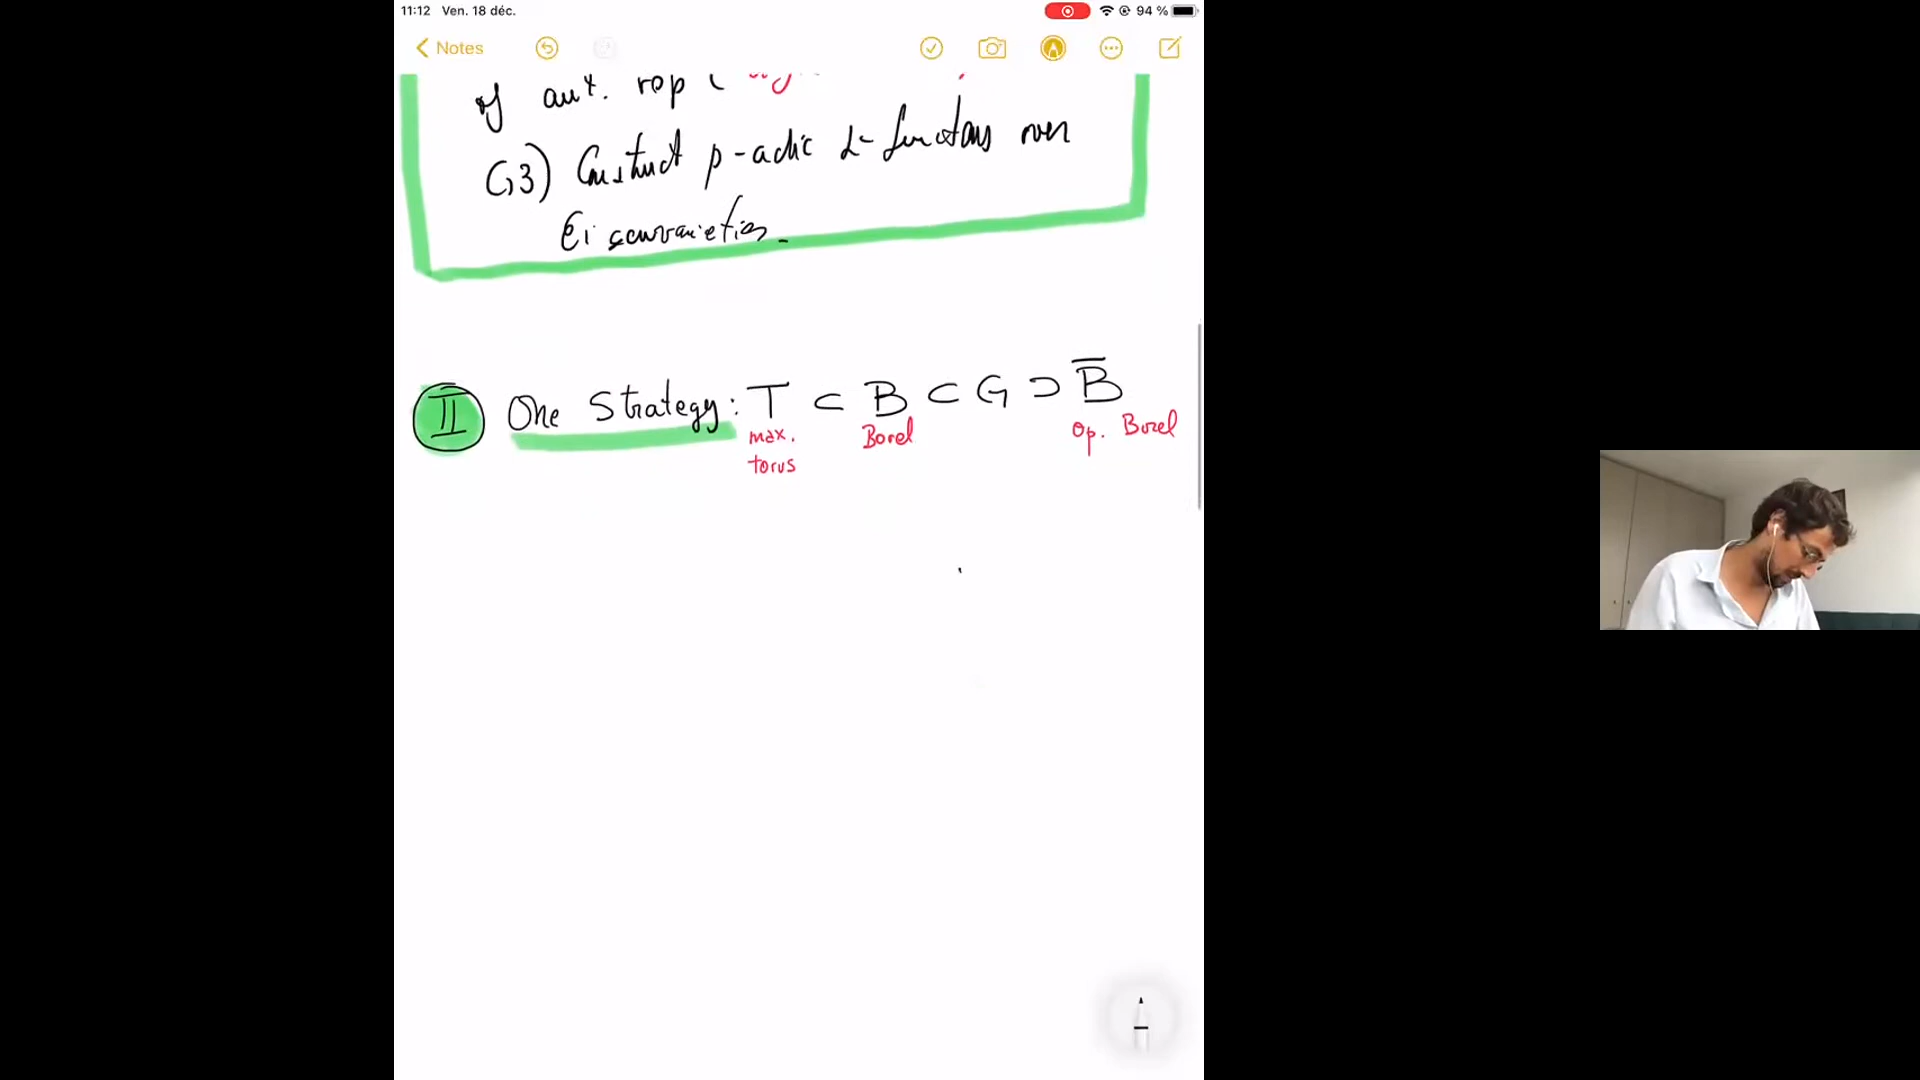 11:12 Ven. 18 déc. 94 %
Notes
of aut. rep (
G3) Construct p-adic L-functions over
Eigenvarieties.
II One Strategy: T ⊂ B ⊂ G ⊃ B̅
max. Borel Op. Borel
torus